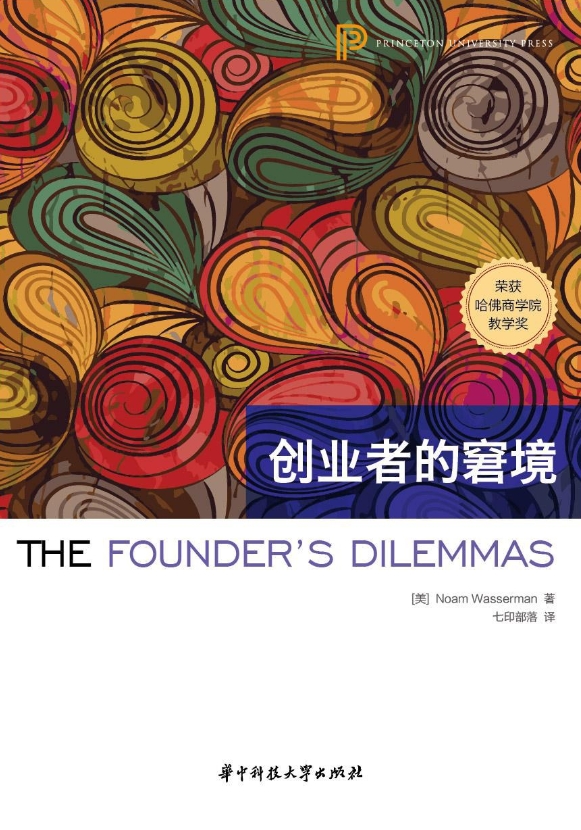 PRINCETON UNIVERSITY PRESS
荣获
哈佛商学院
教学奖
创业者的窘境
THE FOUNDER'S DILEMMAS
[美] Noam Wasserman 著
七印部落 译
华中科技大学出版社